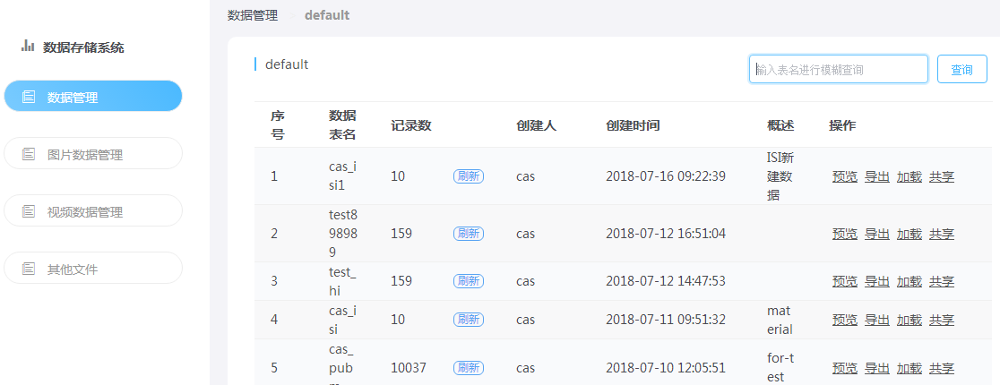 数据管理 default
数据存储系统
数据管理
图片数据管理
视频数据管理
其他文件
default
输入表名进行模糊查询 查询
序号 数据表名 记录数 创建人 创建时间 概述 操作
1 cas_isi1 10 刷新 cas 2018-07-16 09:22:39 ISI新建数据 预览 导出 加载 共享
2 test898989 159 刷新 cas 2018-07-12 16:51:04 预览 导出 加载 共享
3 test_hi 159 刷新 cas 2018-07-12 14:47:53 预览 导出 加载 共享
4 cas_isi 10 刷新 cas 2018-07-11 09:51:32 material 预览 导出 加载 共享
5 cas_pub 10037 刷新 cas 2018-07-10 12:05:51 for-test 预览 导出 加载 共享